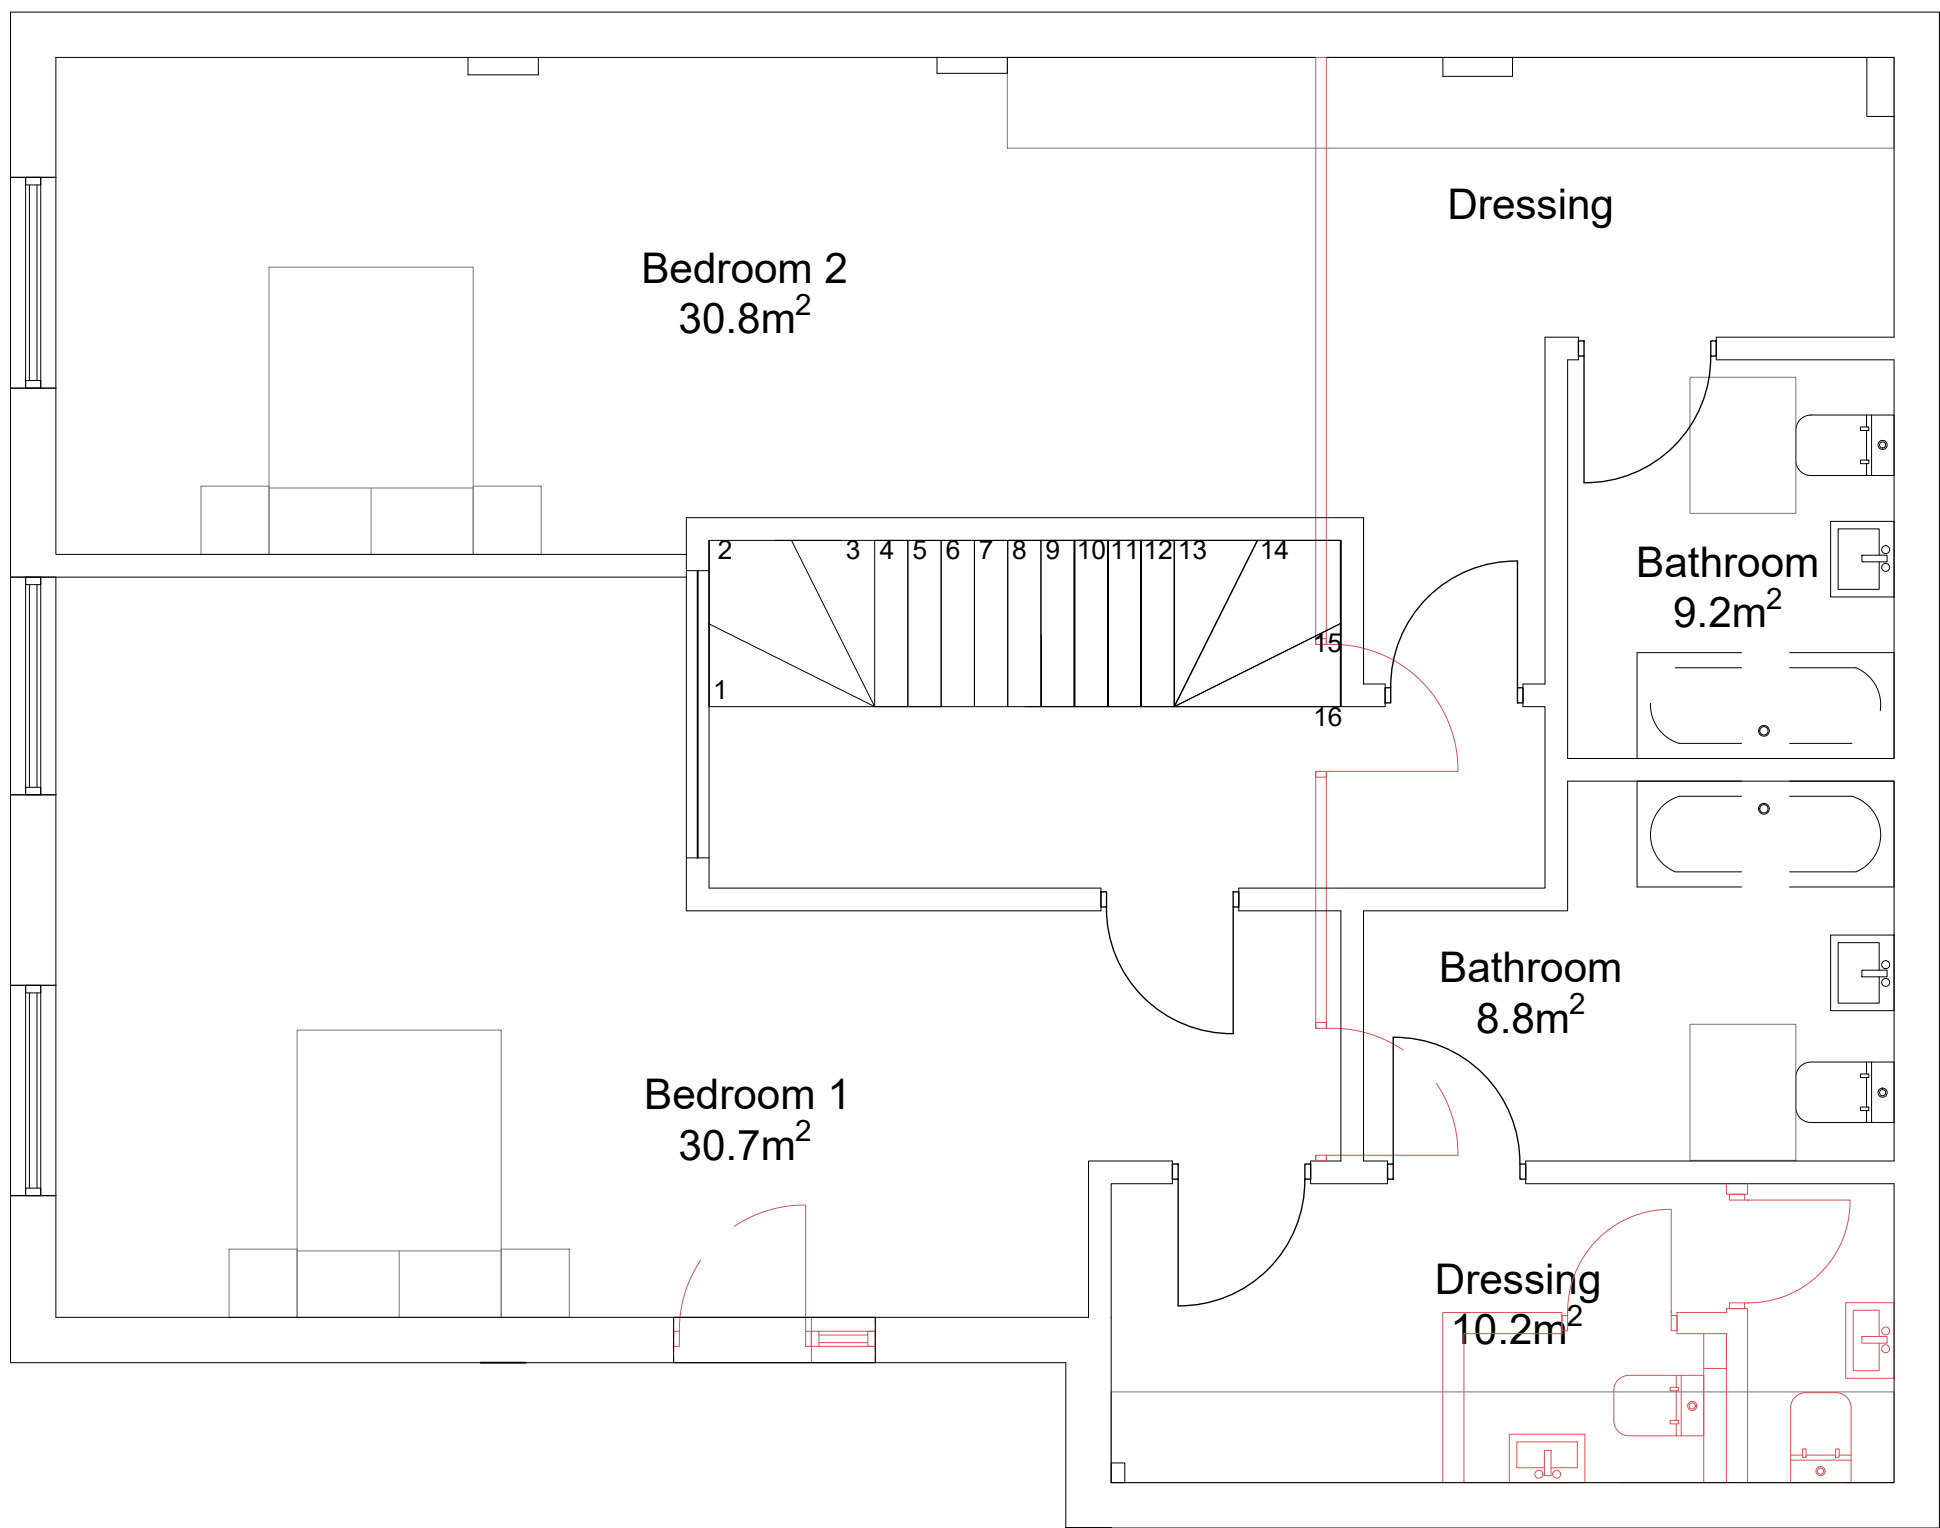 Dressing
Bedroom 2
30.8m²
2 3 4 5 6 7 8 9 10 11 12 13 14
Bathroom
9.2m²
15
1
16
Bathroom
8.8m²
Bedroom 1
30.7m²
Dressing
10.2m²